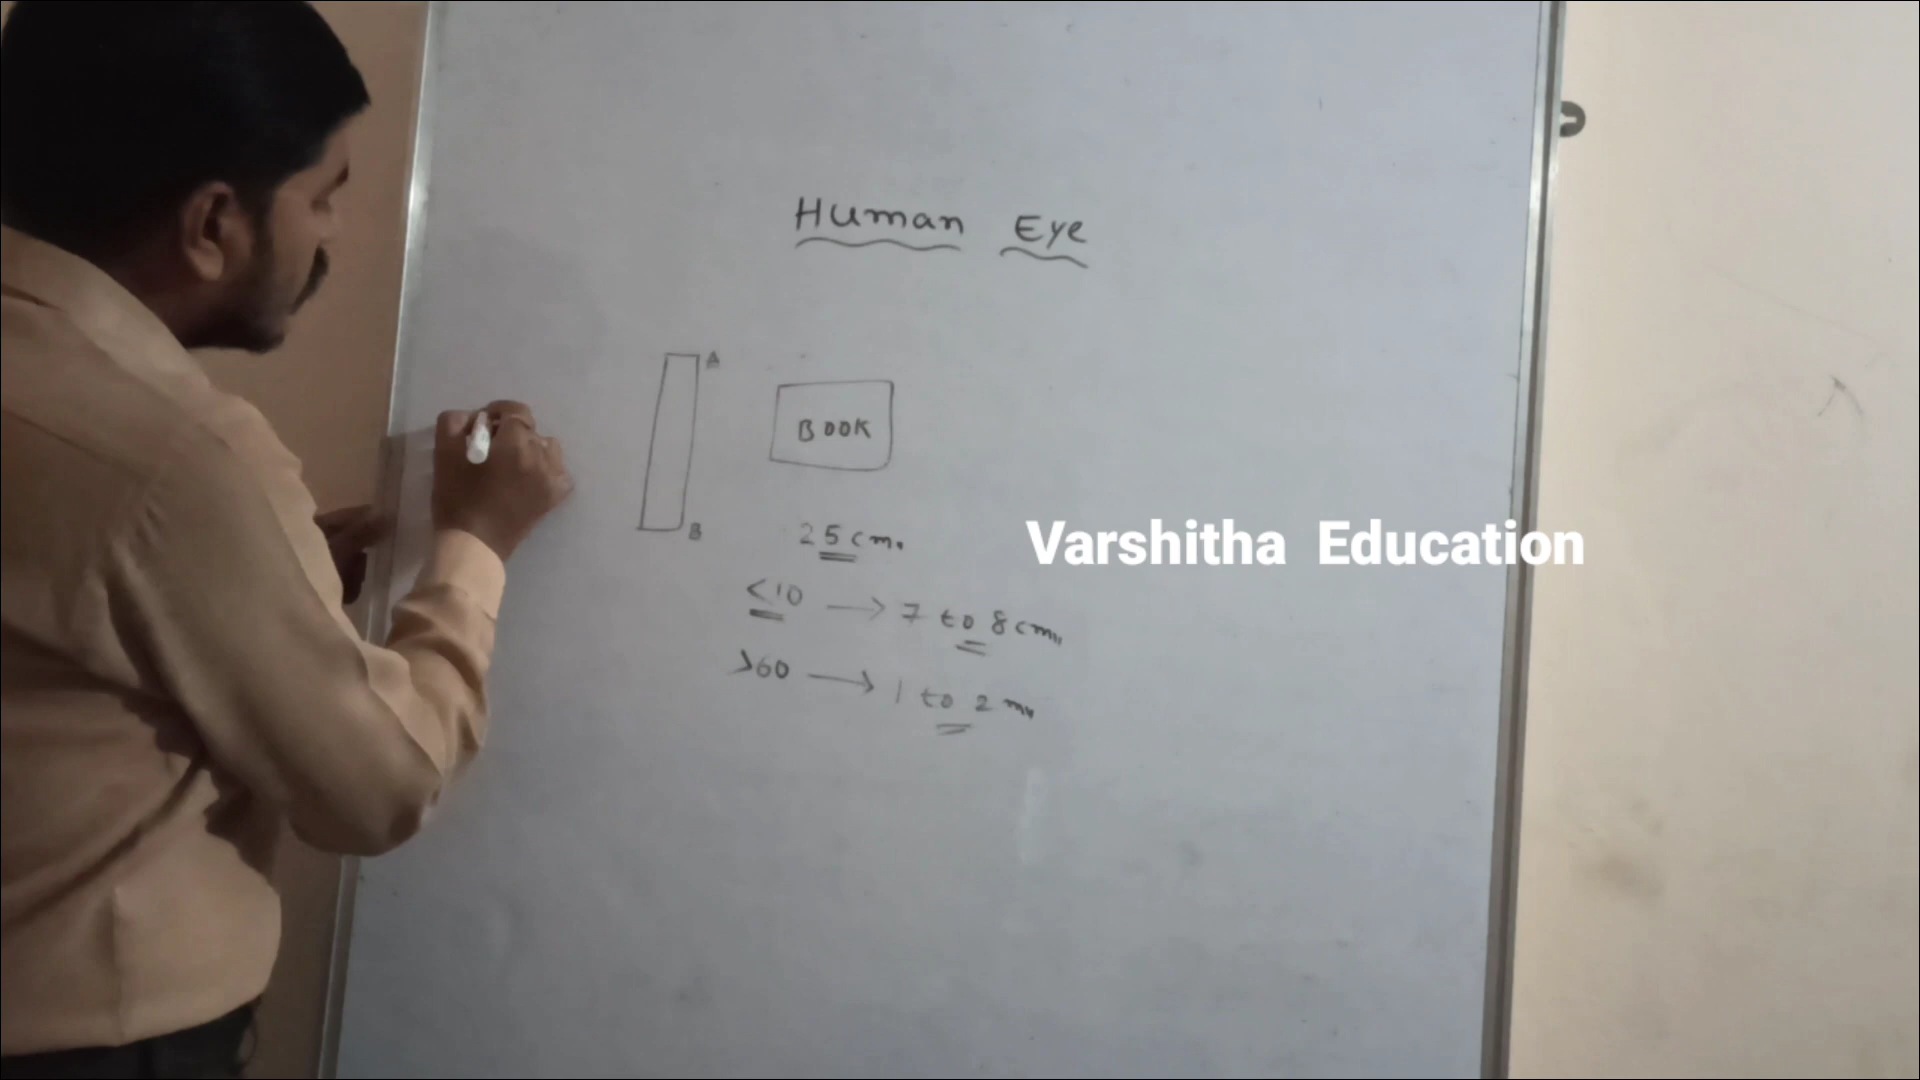 Human Eye
A
BOOK
B
25 cm.
Varshitha Education
<10 → 7 to 8 cm
>60 → 1 to 2 m